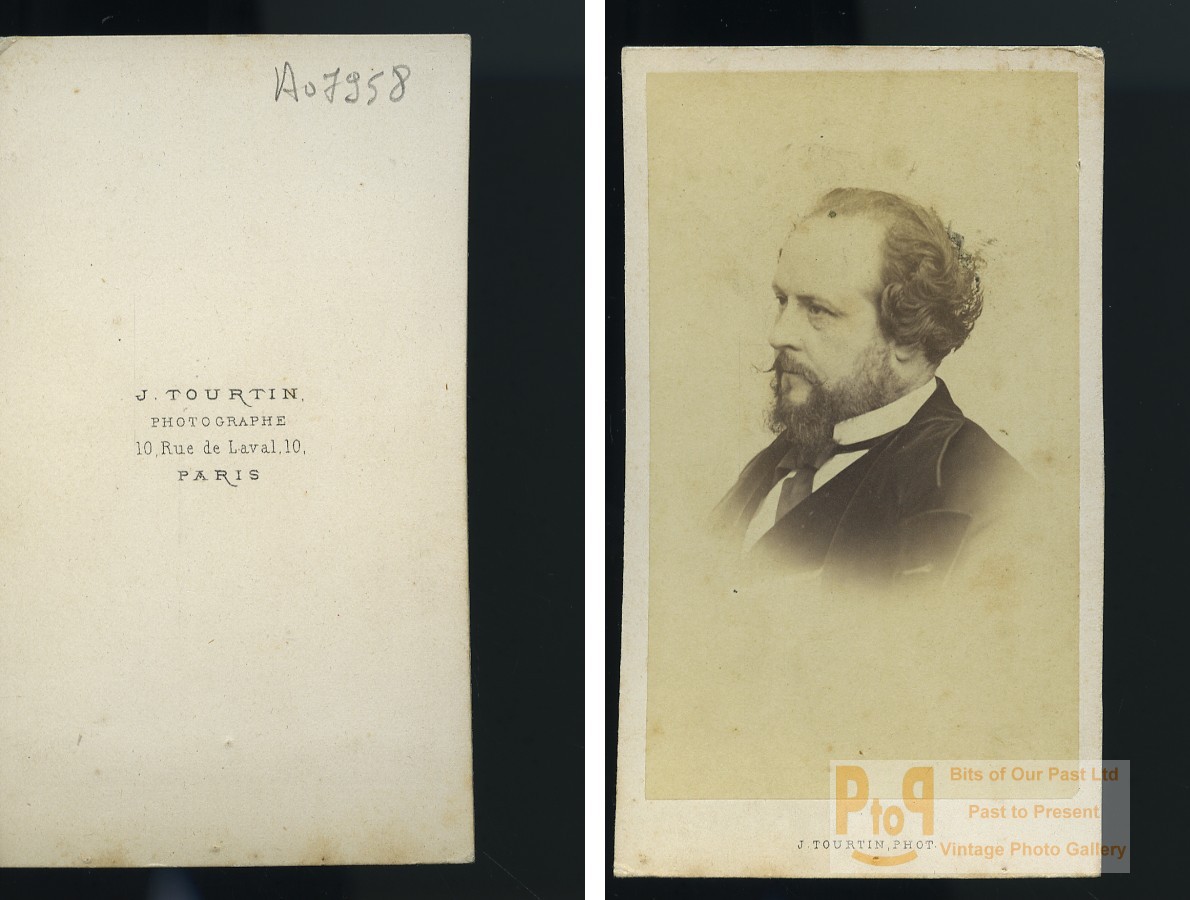 A07958
J. TOURTIN,
PHOTOGRAPHE
10, Rue de Laval, 10,
PARIS
J. TOURTIN, PHOT.
PtoP
Bits of Our Past Ltd
Past to Present
Vintage Photo Gallery